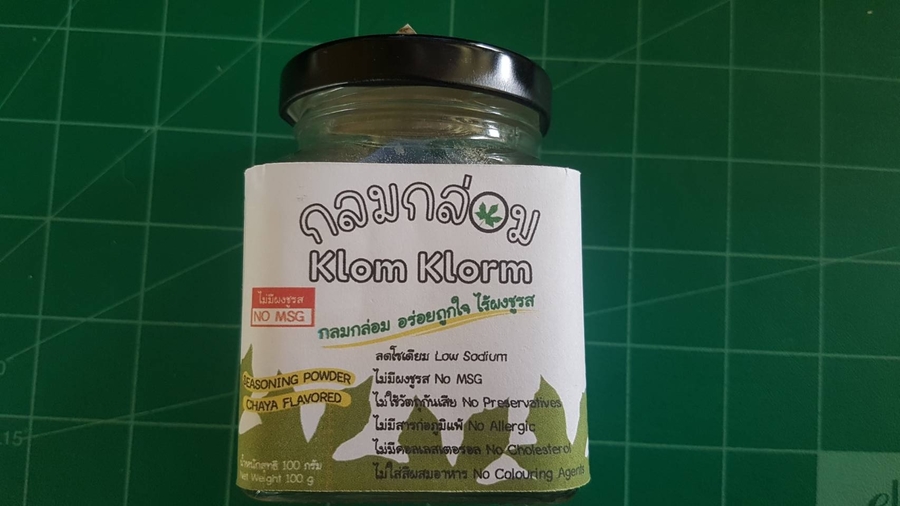 กลมกล่อม
Klom Klorm
ไม่มีผงชูรส
NO MSG
กลมกล่อม อร่อยถูกใจ ไร้ผงชูรส
ลดโซเดียม Low Sodium
ไม่มีผงชูรส No MSG
ไม่ใช้วัตถุกันเสีย No Preservatives
ไม่มีสารก่อภูมิแพ้ No Allergic
ไม่มีคอลเลสเตอรอล No Cholesterol
ไม่ใส่สีผสมอาหาร No Colouring Agents
SEASONING POWDER
CHAYA FLAVORED
น้ำหนักสุทธิ 100 กรัม
Net Weight 100 g
A15